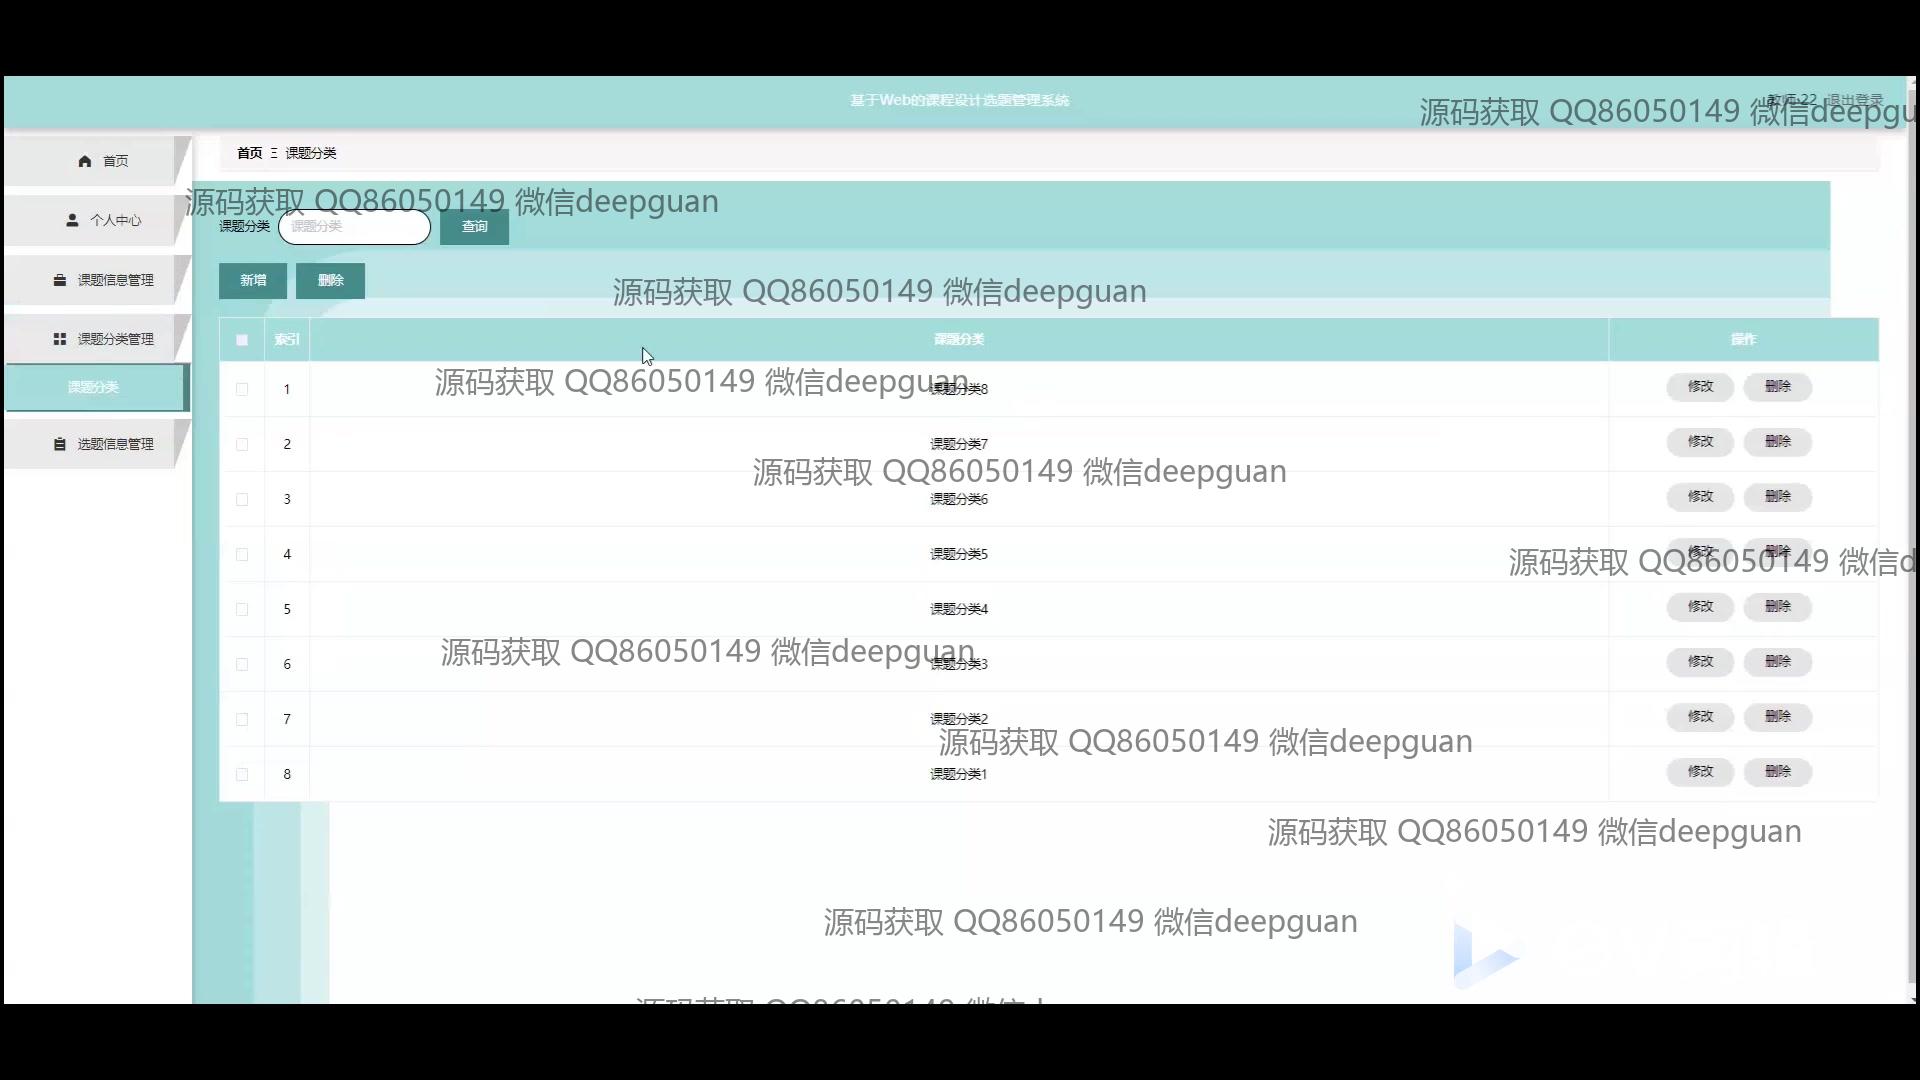 基于Web的课程设计选题管理系统
教师 22 退出登录
源码获取 QQ86050149 微信deepgu
首页
首页 课题分类
个人中心
源码获取 QQ86050149 微信deepguan
课题分类 课题分类 查询
课题信息管理
新增 删除
源码获取 QQ86050149 微信deepguan
课题分类管理
索引 课题分类 操作
课题分类
源码获取 QQ86050149 微信deepguan
1 课题分类8 修改 删除
选题信息管理
2 课题分类7 修改 删除
源码获取 QQ86050149 微信deepguan
3 课题分类6 修改 删除
4 课题分类5 修改 删除
源码获取 QQ86050149 微信d
5 课题分类4 修改 删除
源码获取 QQ86050149 微信deepguan
6 课题分类3 修改 删除
7 课题分类2 修改 删除
源码获取 QQ86050149 微信deepguan
8 课题分类1 修改 删除
源码获取 QQ86050149 微信deepguan
源码获取 QQ86050149 微信deepguan
源码获取 QQ86050149 微信d